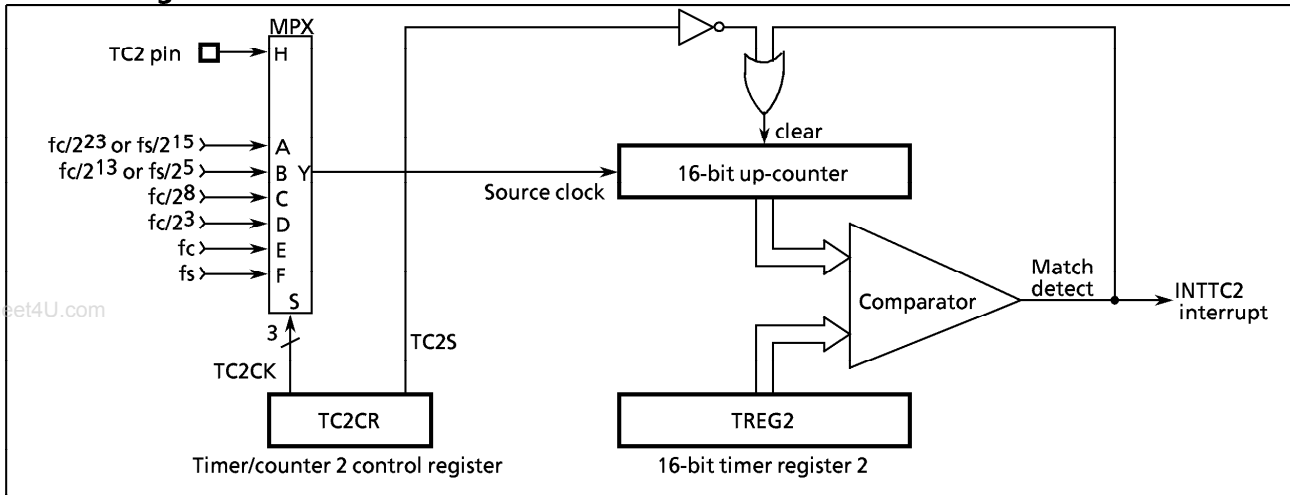 MPX
TC2 pin
H
fc/2²³ or fs/2¹⁵
A
fc/2¹³ or fs/2⁵
B Y
fc/2⁸
C
fc/2³
D
fc
E
fs
F
S
3
TC2CK
TC2S
TC2CR
Timer/counter 2 control register
clear
Source clock
16-bit up-counter
Comparator
Match
detect
INTTC2
interrupt
TREG2
16-bit timer register 2
eet4U.com